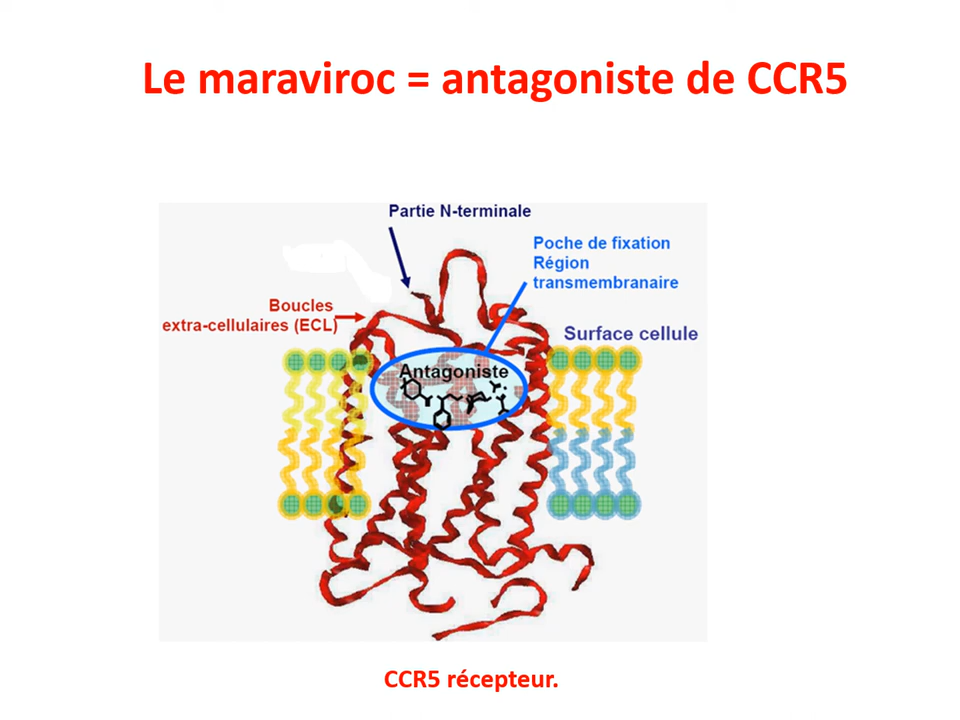 Le maraviroc = antagoniste de CCR5
Partie N-terminale
Poche de fixation
Région
transmembranaire
Boucles
extra-cellulaires (ECL)
Surface cellule
Antagoniste
CCR5 récepteur.